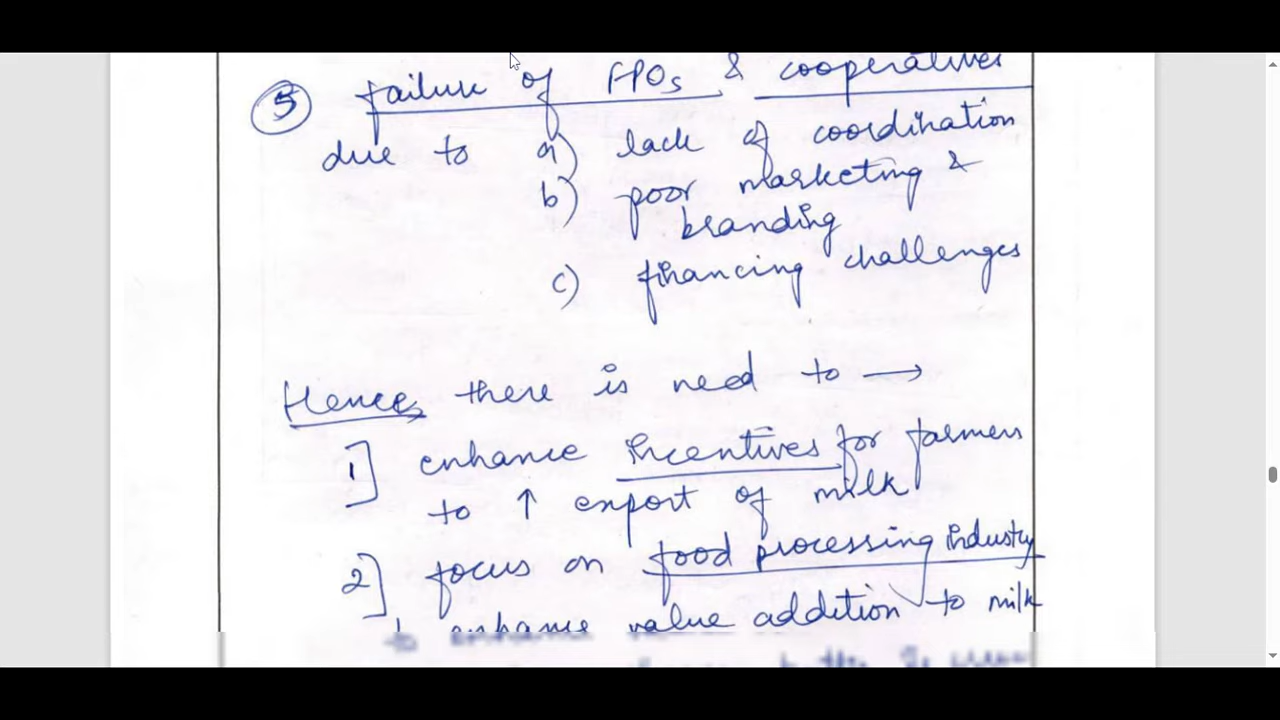 5 failure of FPOs & cooperatives
due to a) lack of coordination
b) poor marketing &
branding
c) financing challenges
Hence, there is need to →
1] enhance incentives for farmers
to ↑ export of milk
2] focus on food processing industry
to enhance value addition to milk